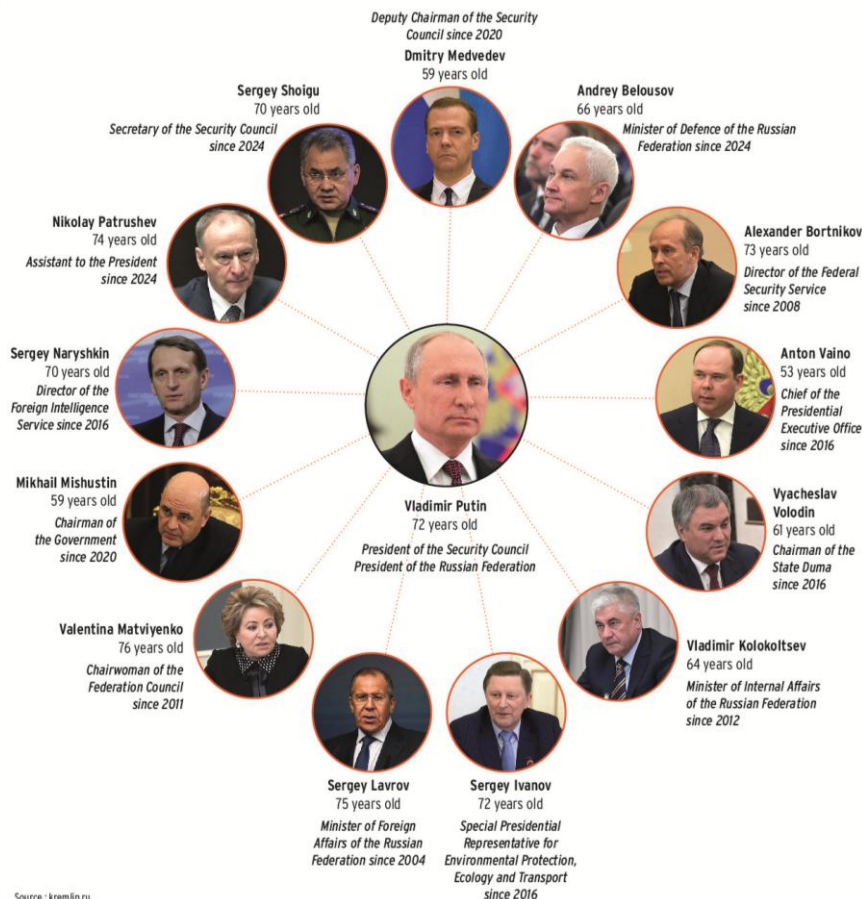 Deputy Chairman of the Security
Council since 2020
Dmitry Medvedev
59 years old
Sergey Shoigu
70 years old
Secretary of the Security Council
since 2024
Andrey Belousov
66 years old
Minister of Defence of the Russian
Federation since 2024
Nikolay Patrushev
74 years old
Assistant to the President
since 2024
Alexander Bortnikov
73 years old
Director of the Federal
Security Service
since 2008
Sergey Naryshkin
70 years old
Director of the
Foreign Intelligence
Service since 2016
Anton Vaino
53 years old
Chief of the
Presidential
Executive Office
since 2016
Mikhail Mishustin
59 years old
Chairman of
the Government
since 2020
Vladimir Putin
72 years old
President of the Security Council
President of the Russian Federation
Vyacheslav
Volodin
61 years old
Chairman of the
State Duma
since 2016
Valentina Matviyenko
76 years old
Chairwoman of the
Federation Council
since 2011
Vladimir Kolokoltsev
64 years old
Minister of Internal Affairs
of the Russian Federation
since 2012
Sergey Lavrov
75 years old
Minister of Foreign
Affairs of the Russian
Federation since 2004
Sergey Ivanov
72 years old
Special Presidential
Representative for
Environmental Protection,
Ecology and Transport
since 2016
Source : kremlin.ru